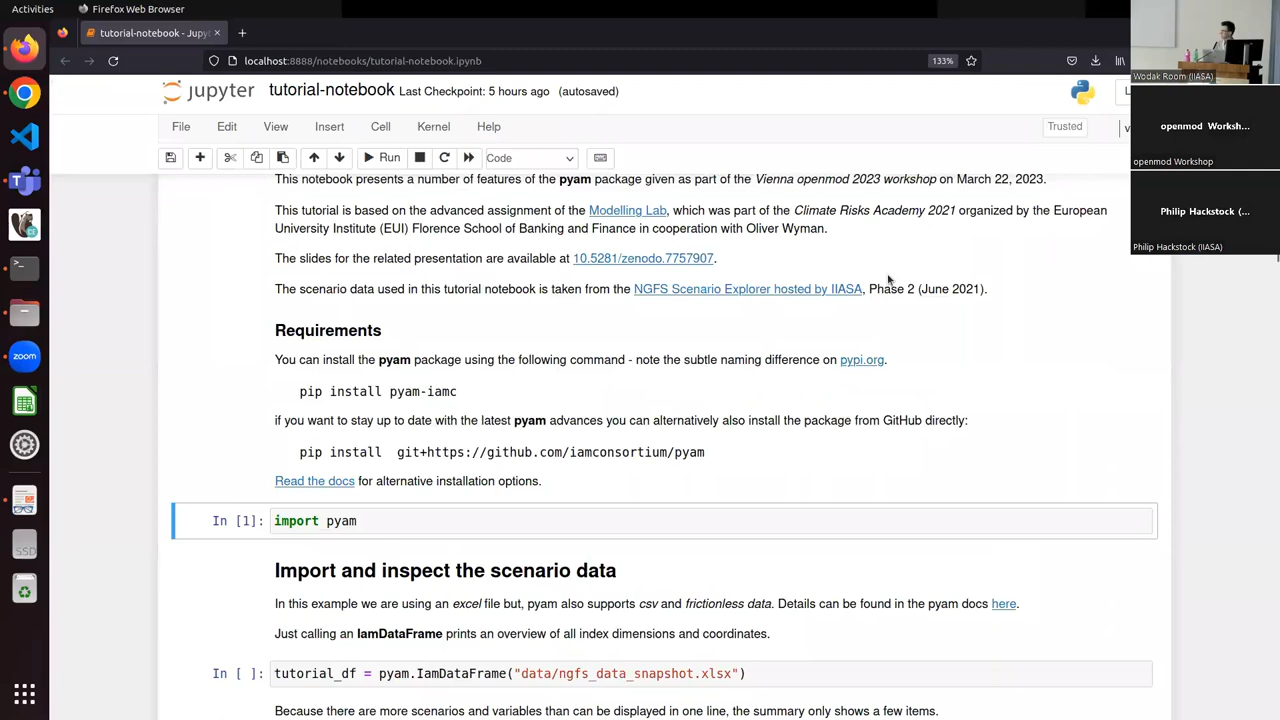 Activities
Firefox Web Browser
tutorial-notebook - Jupyt
localhost:8888/notebooks/tutorial-notebook.ipynb
133%
jupyter
tutorial-notebook Last Checkpoint: 5 hours ago (autosaved)
File Edit View Insert Cell Kernel Help
Trusted
Run
Code
This notebook presents a number of features of the pyam package given as part of the Vienna openmod 2023 workshop on March 22, 2023.
This tutorial is based on the advanced assignment of the Modelling Lab, which was part of the Climate Risks Academy 2021 organized by the European
University Institute (EUI) Florence School of Banking and Finance in cooperation with Oliver Wyman.
The slides for the related presentation are available at 10.5281/zenodo.7757907.
The scenario data used in this tutorial notebook is taken from the NGFS Scenario Explorer hosted by IIASA, Phase 2 (June 2021).
Requirements
You can install the pyam package using the following command - note the subtle naming difference on pypi.org.
pip install pyam-iamc
if you want to stay up to date with the latest pyam advances you can alternatively also install the package from GitHub directly:
pip install  git+https://github.com/iamconsortium/pyam
Read the docs for alternative installation options.
In [1]: import pyam
Import and inspect the scenario data
In this example we are using an excel file but, pyam also supports csv and frictionless data. Details can be found in the pyam docs here.
Just calling an IamDataFrame prints an overview of all index dimensions and coordinates.
In [ ]: tutorial_df = pyam.IamDataFrame("data/ngfs_data_snapshot.xlsx")
Because there are more scenarios and variables than can be displayed in one line, the summary only shows a few items.
Wodak Room (IIASA)
openmod Worksh...
openmod Workshop
Philip Hackstock (...
Philip Hackstock (IIASA)
zoom
SSD